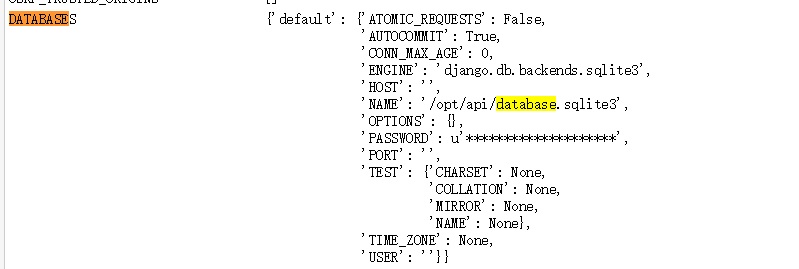 DATABASES {'default': {'ATOMIC_REQUESTS': False,
'AUTOCOMMIT': True,
'CONN_MAX_AGE': 0,
'ENGINE': 'django.db.backends.sqlite3',
'HOST': '',
'NAME': '/opt/api/database.sqlite3',
'OPTIONS': {},
'PASSWORD': u'********************',
'PORT': '',
'TEST': {'CHARSET': None,
'COLLATION': None,
'MIRROR': None,
'NAME': None},
'TIME_ZONE': None,
'USER': ''}}